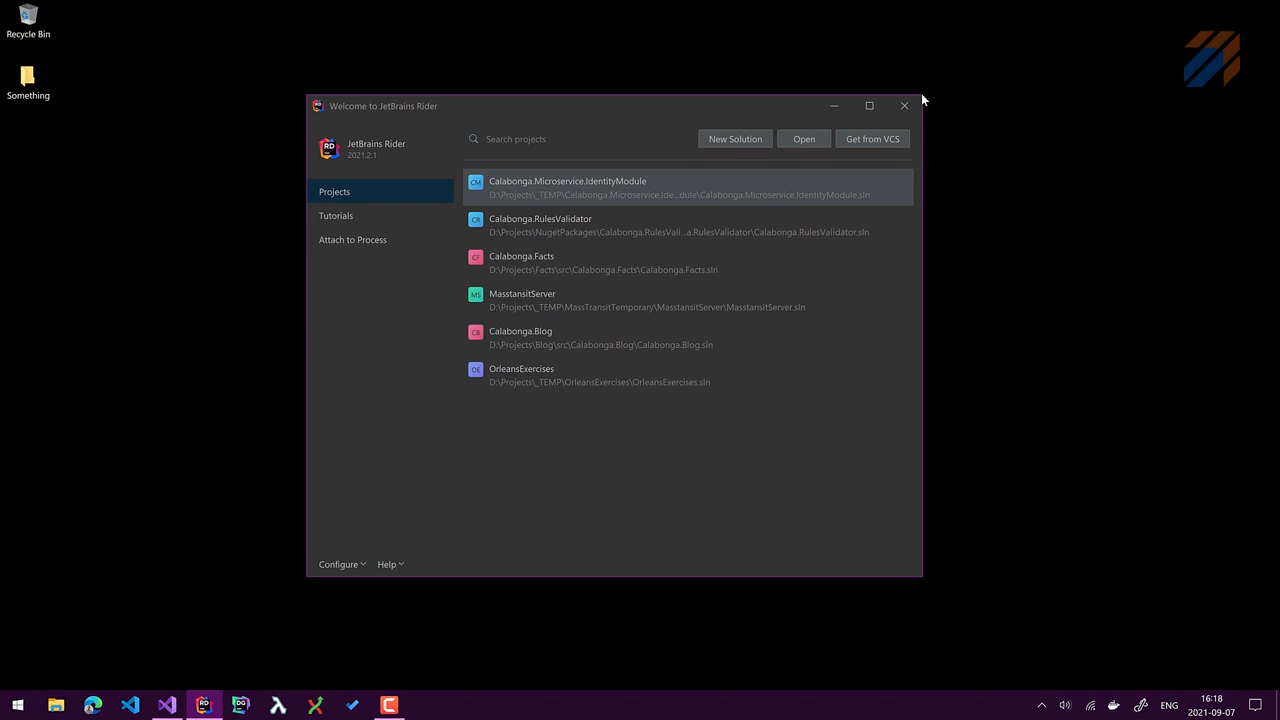 Recycle Bin
Something
Welcome to JetBrains Rider
RD
JetBrains Rider
2021.2.1
Search projects
New Solution
Open
Get from VCS
Projects
Tutorials
Attach to Process
CM
Calabonga.Microservice.IdentityModule
D:\Projects\_TEMP\Calabonga.Microservice.Ide...dule\Calabonga.Microservice.IdentityModule.sln
CR
Calabonga.RulesValidator
D:\Projects\NugetPackages\Calabonga.RulesVali...a.RulesValidator\Calabonga.RulesValidator.sln
CF
Calabonga.Facts
D:\Projects\Facts\src\Calabonga.Facts\Calabonga.Facts.sln
MS
MasstansitServer
D:\Projects\_TEMP\MassTransitTemporary\MasstansitServer\MasstansitServer.sln
CB
Calabonga.Blog
D:\Projects\Blog\src\Calabonga.Blog\Calabonga.Blog.sln
OE
OrleansExercises
D:\Projects\_TEMP\OrleansExercises\OrleansExercises.sln
Configure
Help
RD
DG
ENG
16:18
2021-09-07